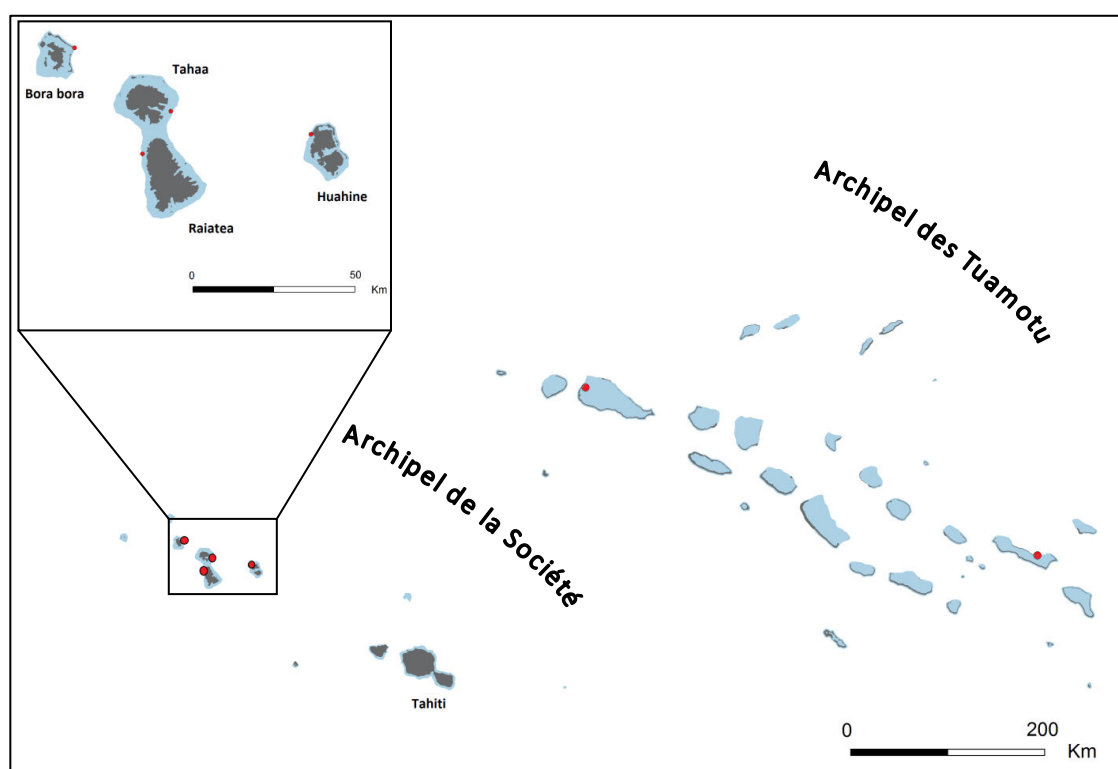 Tahaa
Bora bora
Huahine
Raiatea
0 50
Km
Archipel des Tuamotu
Archipel de la Société
Tahiti
0 200
Km